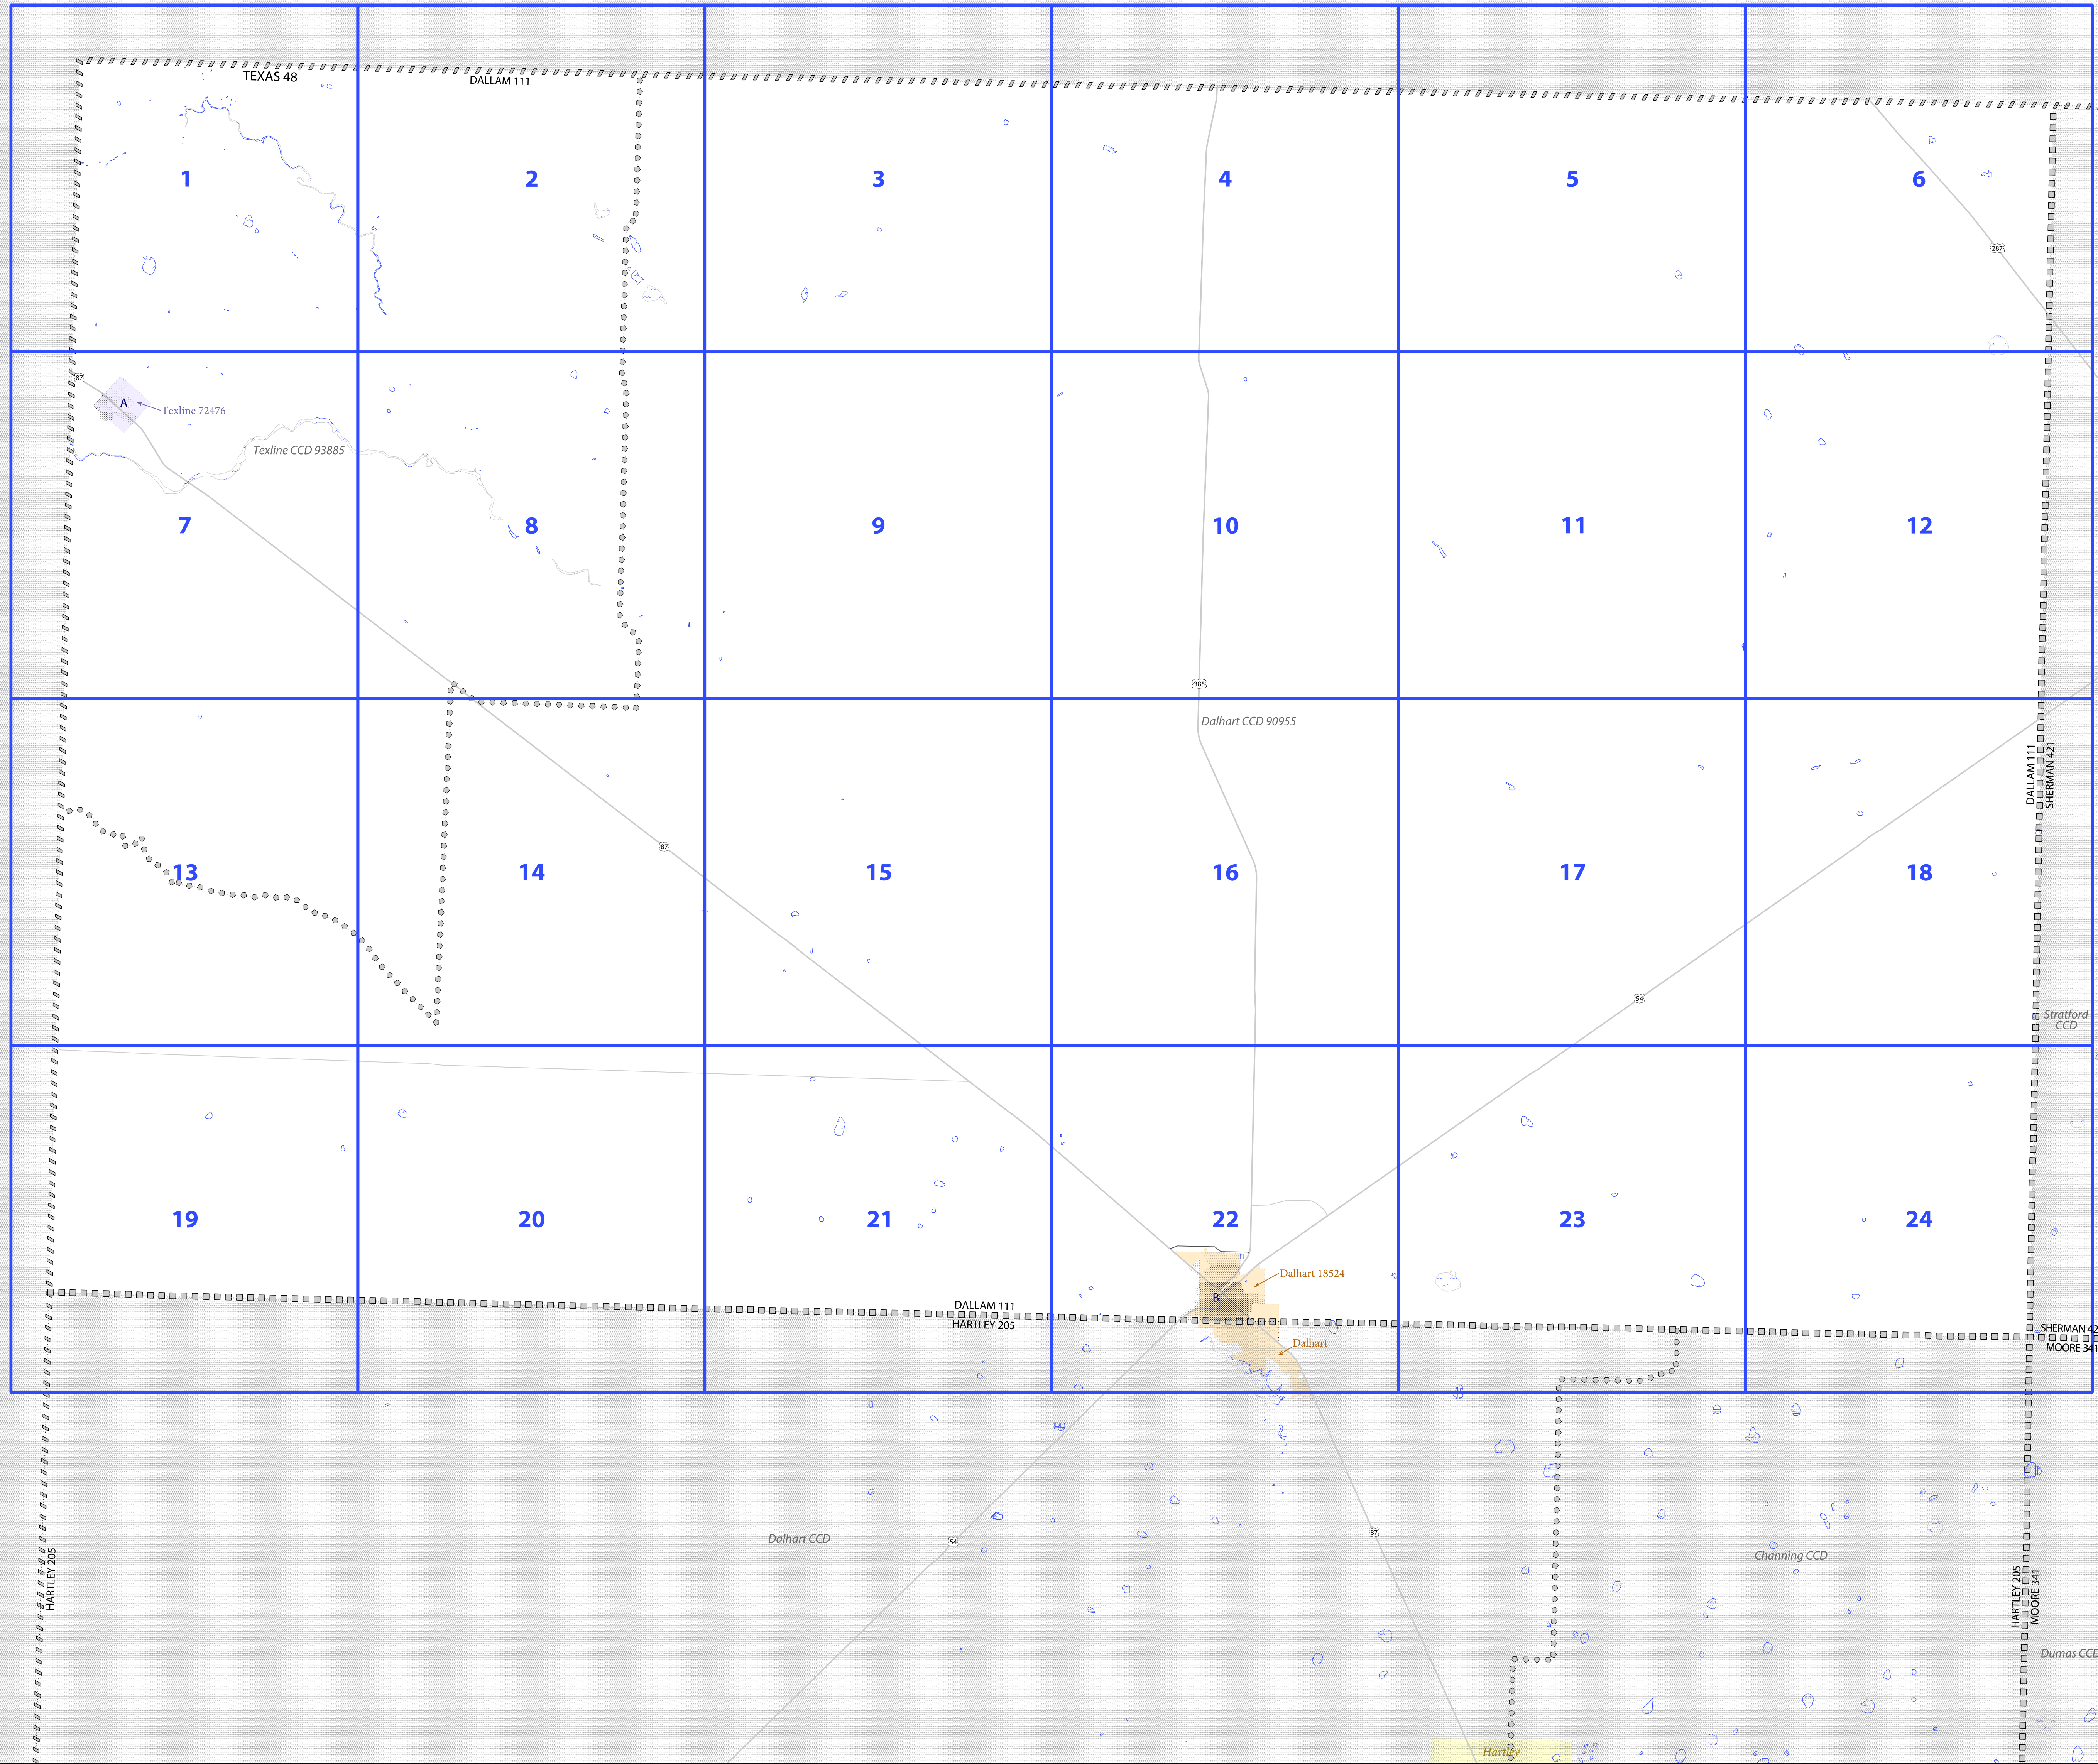 TEXAS 48
DALLAM 111
1
2
3
4
5
6
287
87
A
Texline 72476
Texline CCD 93885
7
8
9
10
11
12
385
Dalhart CCD 90955
DALLAM 111
SHERMAN 421
87
13
14
15
16
17
18
54
Stratford
CCD
19
20
21
22
23
24
Dalhart 18524
B
DALLAM 111
HARTLEY 205
Dalhart
SHERMAN 42
MOORE 341
HARTLEY 205
Dalhart CCD
54
87
Channing CCD
HARTLEY 205
MOORE 341
Dumas CCD
Hartley